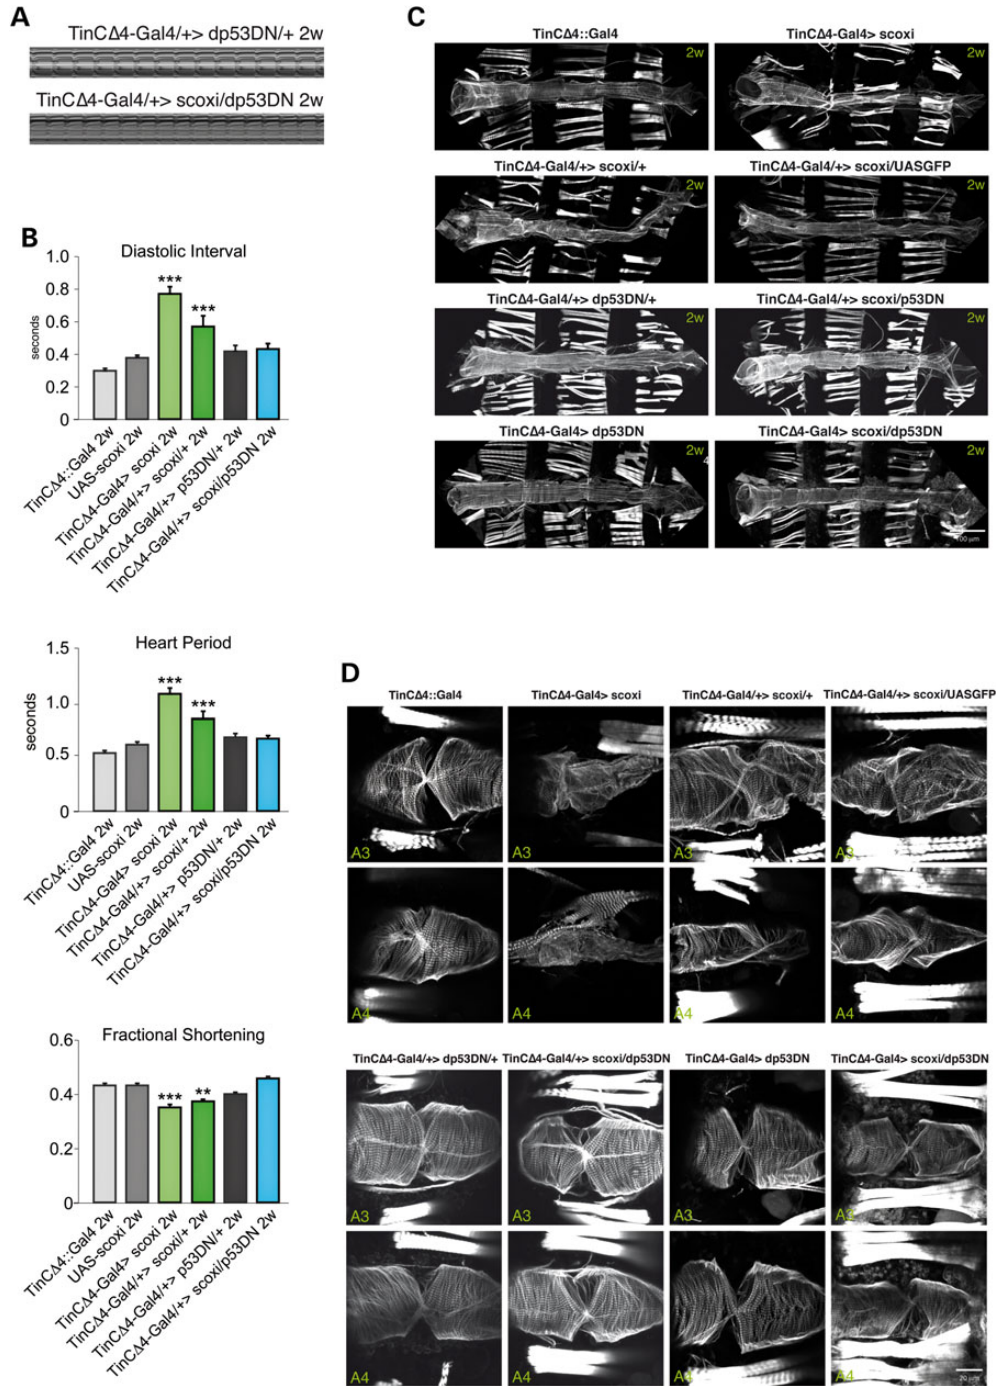 A
TinCΔ4-Gal4/+> dp53DN/+ 2w
TinCΔ4-Gal4/+> scoxi/dp53DN 2w
B
Diastolic Interval
seconds
1.0
0.8
0.6
0.4
0.2
0
***
***
TinCΔ4::Gal4 2w
UAS-scoxi 2w
TinCΔ4-Gal4> scoxi 2w
TinCΔ4-Gal4/+> scoxi/+ 2w
TinCΔ4-Gal4/+> p53DN/+ 2w
TinCΔ4-Gal4/+> scoxi/p53DN 2w
Heart Period
seconds
1.5
1.0
0.5
0
***
***
TinCΔ4::Gal4 2w
UAS-scoxi 2w
TinCΔ4-Gal4> scoxi 2w
TinCΔ4-Gal4/+> scoxi/+ 2w
TinCΔ4-Gal4/+> p53DN/+ 2w
TinCΔ4-Gal4/+> scoxi/p53DN 2w
Fractional Shortening
0.6
0.4
0.2
0
***
**
TinCΔ4::Gal4 2w
UAS-scoxi 2w
TinCΔ4-Gal4> scoxi 2w
TinCΔ4-Gal4/+> scoxi/+ 2w
TinCΔ4-Gal4/+> p53DN/+ 2w
TinCΔ4-Gal4/+> scoxi/p53DN 2w
C
TinCΔ4::Gal4
2w
TinCΔ4-Gal4> scoxi
2w
TinCΔ4-Gal4/+> scoxi/+
2w
TinCΔ4-Gal4/+> scoxi/UASGFP
2w
TinCΔ4-Gal4/+> dp53DN/+
2w
TinCΔ4-Gal4/+> scoxi/p53DN
2w
TinCΔ4-Gal4> dp53DN
2w
4
TinCΔ4-Gal4> scoxi/dp53DN
2w
100 μm
D
TinCΔ4::Gal4
TinCΔ4-Gal4> scoxi
TinCΔ4-Gal4/+> scoxi/+
TinCΔ4-Gal4/+> scoxi/UASGFP
A3
A3
A3
A3
A4
A4
A4
A4
TinCΔ4-Gal4/+> dp53DN/+
TinCΔ4-Gal4/+> scoxi/dp53DN
TinCΔ4-Gal4> dp53DN
TinCΔ4-Gal4> scoxi/dp53DN
A3
A3
A3
A3
A4
A4
A4
A4
20 μm